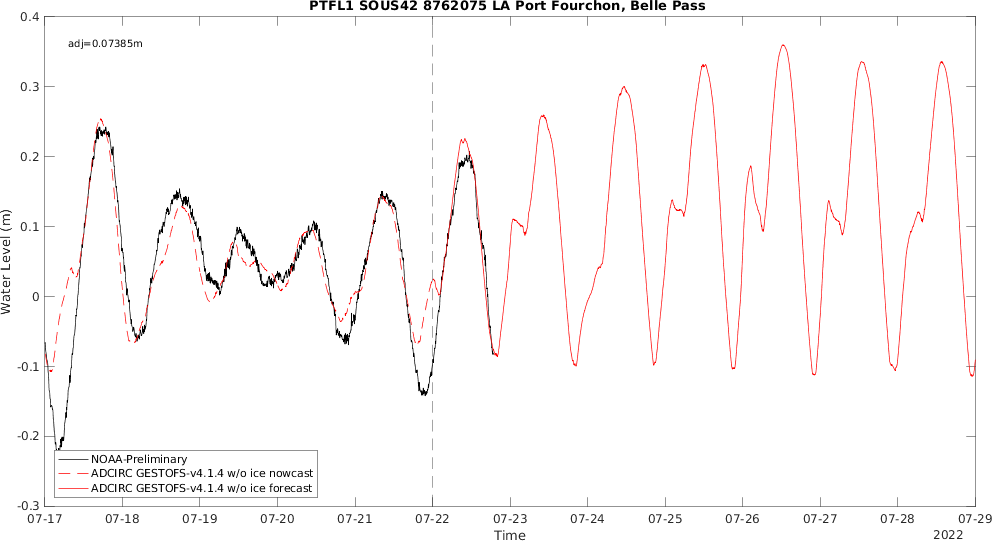 PTFL1 SOUS42 8762075 LA Port Fourchon, Belle Pass
adj=0.07385m
0.4
0.3
0.2
0.1
0
-0.1
-0.2
-0.3
Water Level (m)
NOAA-Preliminary
ADCIRC GESTOFS-v4.1.4 w/o ice nowcast
ADCIRC GESTOFS-v4.1.4 w/o ice forecast
07-17 07-18 07-19 07-20 07-21 07-22 07-23 07-24 07-25 07-26 07-27 07-28 07-29
Time
2022